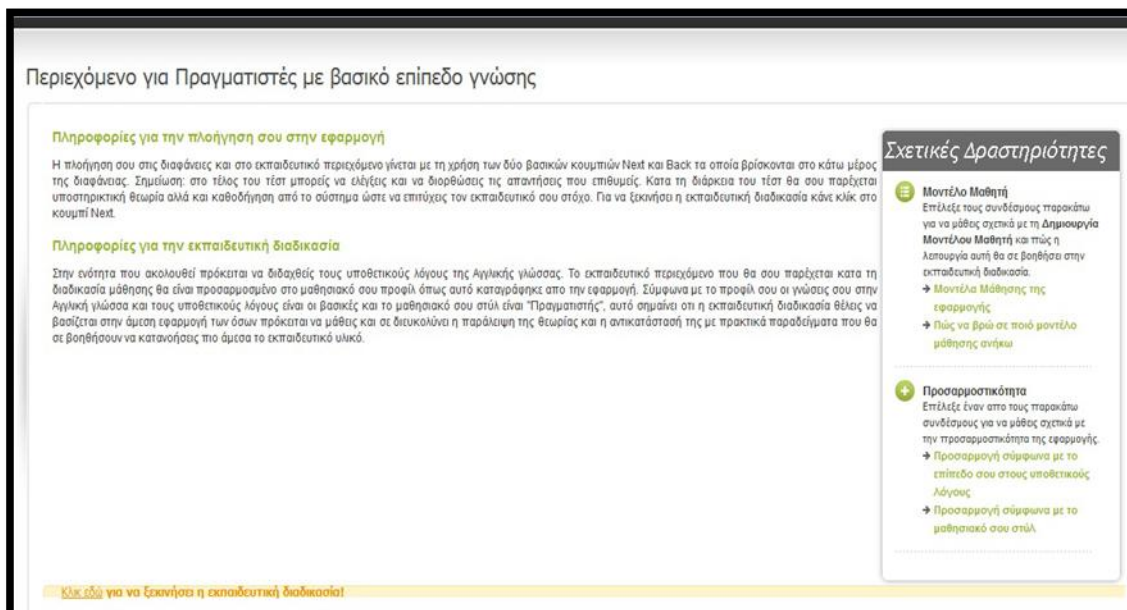 Περιεχόμενο για Πραγματιστές με βασικό επίπεδο γνώσης
Πληροφορίες για την πλοήγηση σου στην εφαρμογή
Η πλοήγηση σου στις διαφάνειες και στο εκπαιδευτικό περιεχόμενο γίνεται με τη χρήση των δύο βασικών κουμπιών Next και Back τα οποία βρίσκονται στο κάτω μέρος
της διαφάνειας. Σημείωση: στο τέλος του τέστ μπορείς να ελέγξεις και να διορθώσεις τις απαντήσεις που επιθυμείς. Κατα τη διάρκεια του τέστ θα σου παρέχεται
υποστηρικτική θεωρία αλλά και καθοδήγηση από το σύστημα ώστε να επιτύχεις τον εκπαιδευτικό σου στόχο. Για να ξεκινήσει η εκπαιδευτική διαδικασία κάνε κλίκ στο
κουμπί Next.
Πληροφορίες για την εκπαιδευτική διαδικασία
Στην ενότητα που ακολουθεί πρόκειται να διδαχθείς τους υποθετικούς λόγους της Αγγλικής γλώσσας. Το εκπαιδευτικό περιεχόμενο που θα σου παρέχεται κατα τη
διαδικασία μάθησης θα είναι προσαρμοσμένο στο μαθησιακό σου προφίλ όπως αυτό καταγράφηκε απο την εφαρμογή. Σύμφωνα με το προφίλ σου οι γνώσεις σου στην
Αγγλική γλώσσα και τους υποθετικούς λόγους είναι οι βασικές και το μαθησιακό σου στύλ είναι "Πραγματιστής", αυτό σημαίνει οτι η εκπαιδευτική διαδικασία θέλεις να
βασίζεται στην άμεση εφαρμογή των όσων πρόκειται να μάθεις και σε διευκολύνει η παράλειψη της θεωρίας και η αντικατάστασή της με πρακτικά παραδείγματα που θα
σε βοηθήσουν να κατανοήσεις πιο άμεσα το εκπαιδευτικό υλικό.
Σχετικές Δραστηριότητες
Μοντέλο Μαθητή
Επέλεξε τους συνδέσμους παρακάτω
για να μάθεις σχετικά με τη Δημιουργία
Μοντέλου Μαθητή και πώς η
λειτουργία αυτή θα σε βοηθήσει στην
εκπαιδευτική διαδικασία.
→ Μοντέλα Μάθησης της
εφαρμογής
→ Πώς να βρώ σε ποιό μοντέλο
μάθησης ανήκω
Προσαρμοστικότητα
Επέλεξε έναν απο τους παρακάτω
συνδέσμους για να μάθεις σχετικά με
την προσαρμοστικότητα της εφαρμογής.
→ Προσαρμογή σύμφωνα με το
επίπεδο σου στους υποθετικούς
λόγους
→ Προσαρμογή σύμφωνα με το
μαθησιακό σου στύλ
Κλικ εδώ για να ξεκινήσει η εκπαιδευτική διαδικασία!